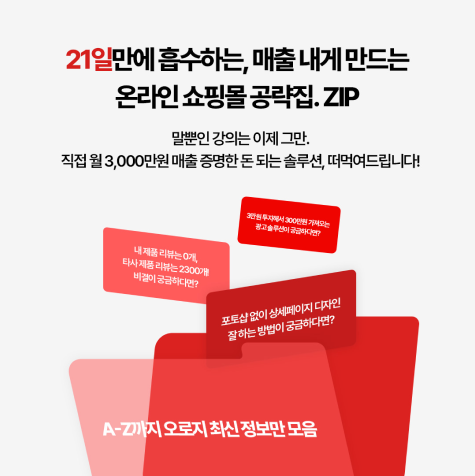 21일만에 흡수하는, 매출 내게 만드는
온라인 쇼핑몰 공략집. ZIP
말뿐인 강의는 이제 그만.
직접 월 3,000만원 매출 증명한 돈 되는 솔루션, 떠먹여드립니다!
3만원 투자해서 300만원 가져오는
광고 솔루션이 궁금하다면?
내 제품 리뷰는 0개,
타사 제품 리뷰는 2300개!
비결이 궁금하다면?
포토샵 없이 상세페이지 디자인
잘 하는 방법이 궁금하다면?
A-Z까지 오로지 최신 정보만 모음